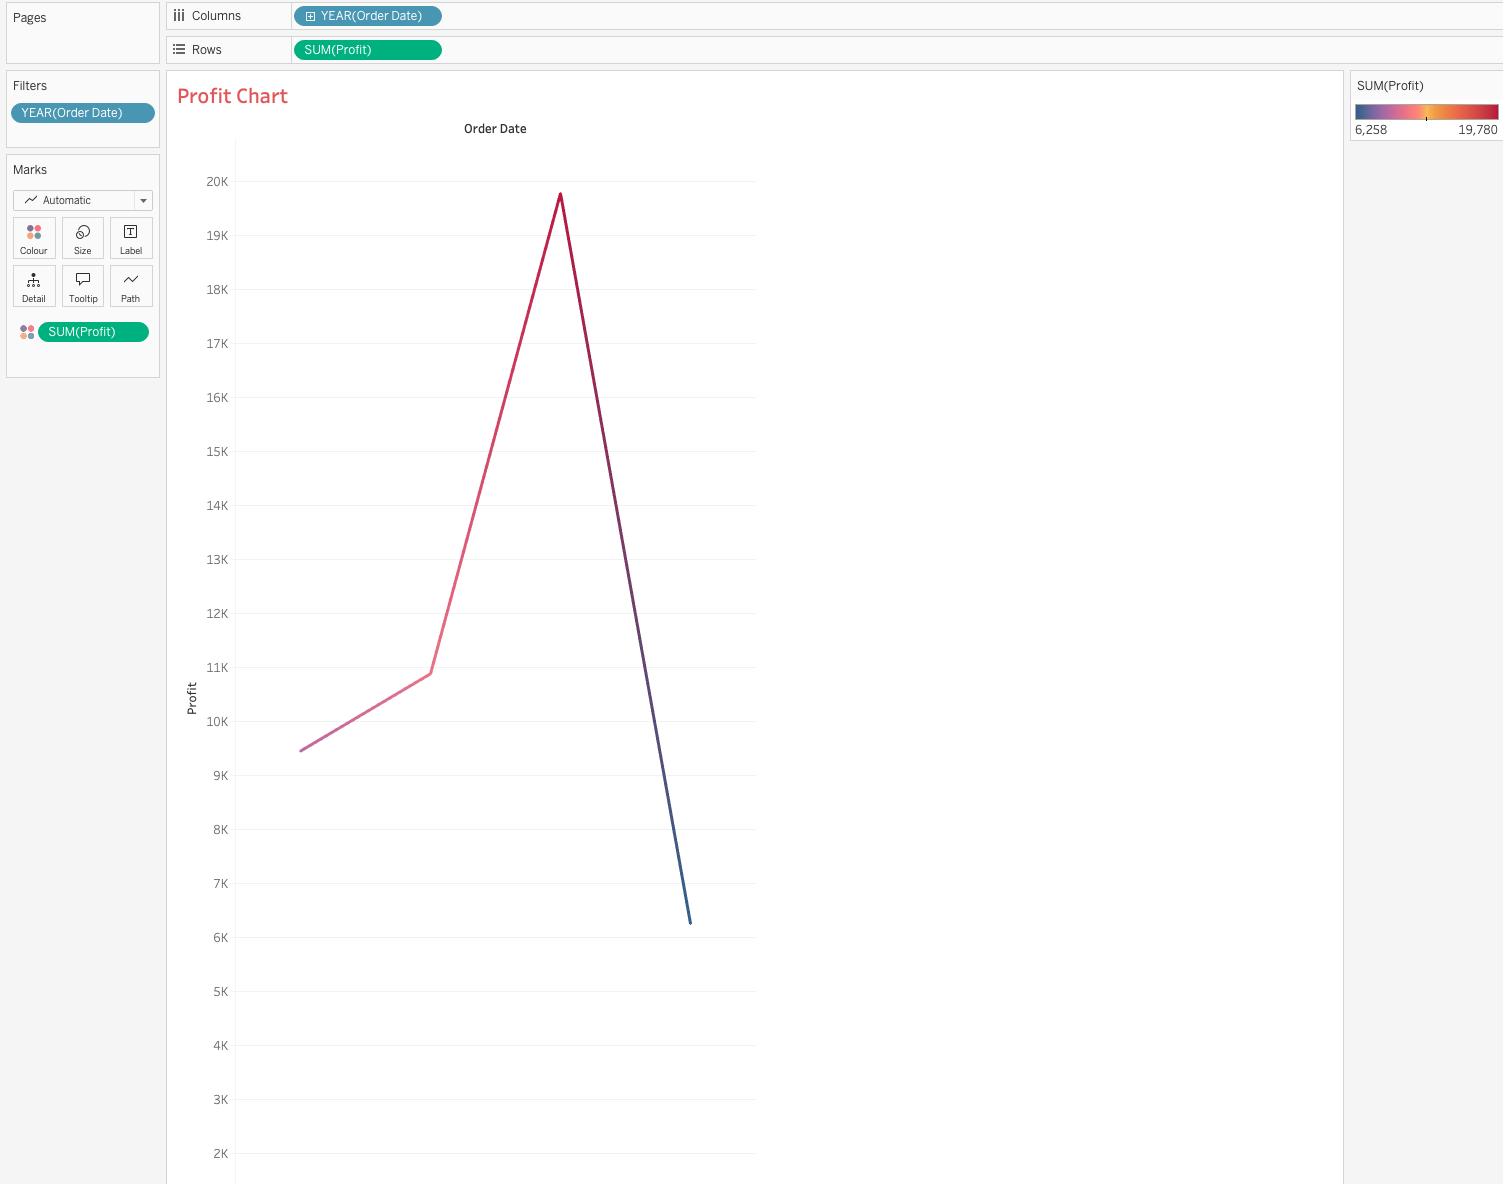 Pages
Columns
YEAR(Order Date)
Rows
SUM(Profit)
Filters
YEAR(Order Date)
Marks
Automatic
Colour
Size
Label
Detail
Tooltip
Path
SUM(Profit)
Profit Chart
Order Date
20K
19K
18K
17K
16K
15K
14K
13K
12K
11K
10K
9K
8K
7K
6K
5K
4K
3K
2K
Profit
SUM(Profit)
6,258 19,780